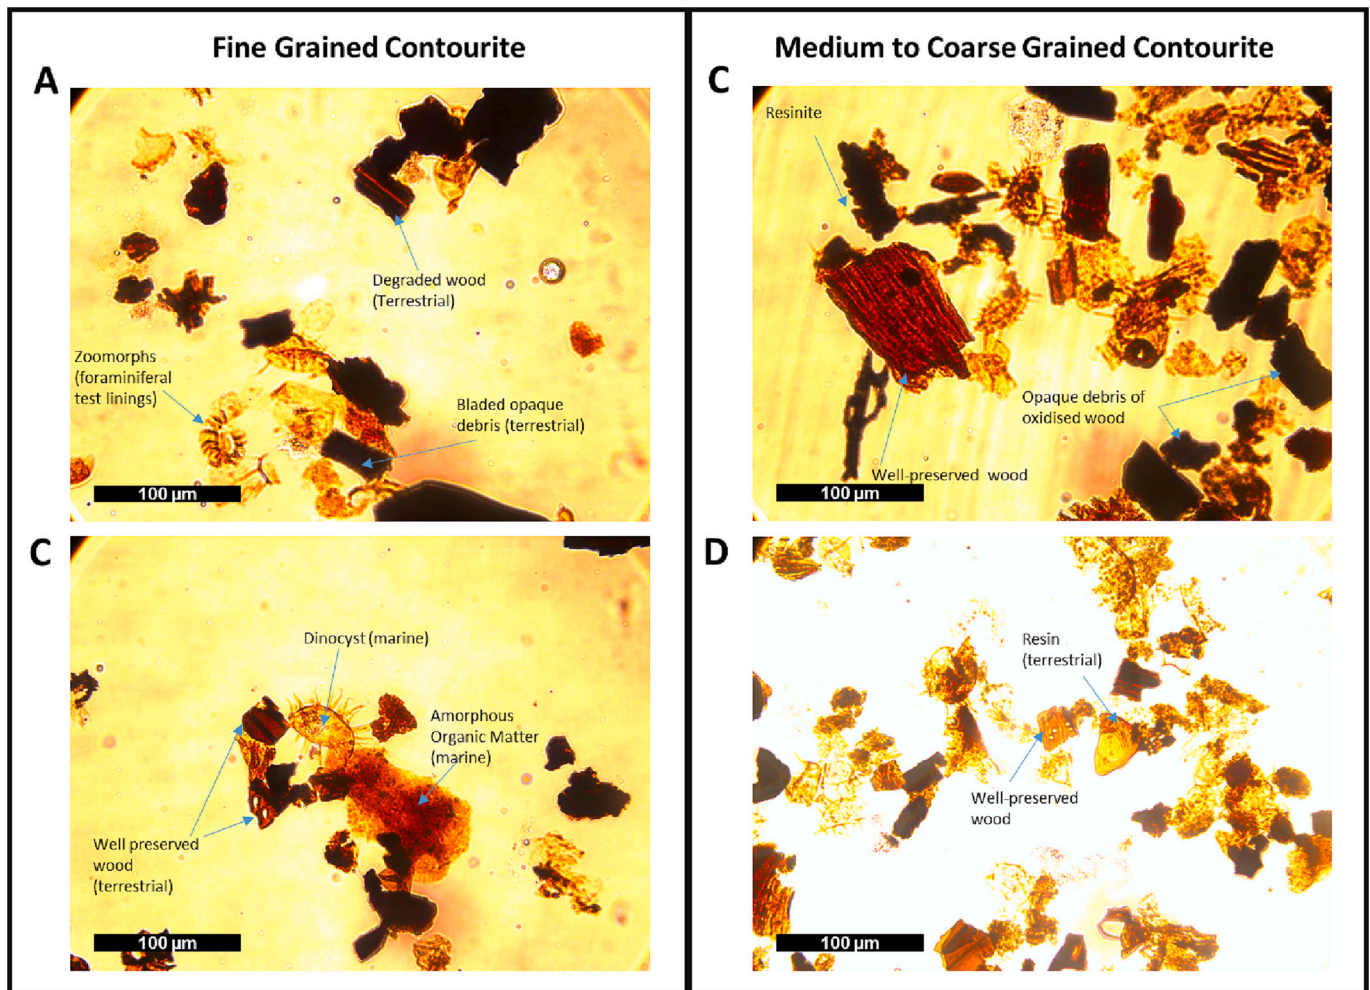 Fine Grained Contourite
A
Degraded wood
(Terrestrial)
Zoomorphs
(foraminiferal
test linings)
Bladed opaque
debris (terrestrial)
100 µm
C
Dinocyst (marine)
Amorphous
Organic Matter
(marine)
Well preserved
wood
(terrestrial)
100 µm
Medium to Coarse Grained Contourite
C
Resinite
Opaque debris of
oxidised wood
Well-preserved wood
100 µm
D
Resin
(terrestrial)
Well-preserved
wood
100 µm